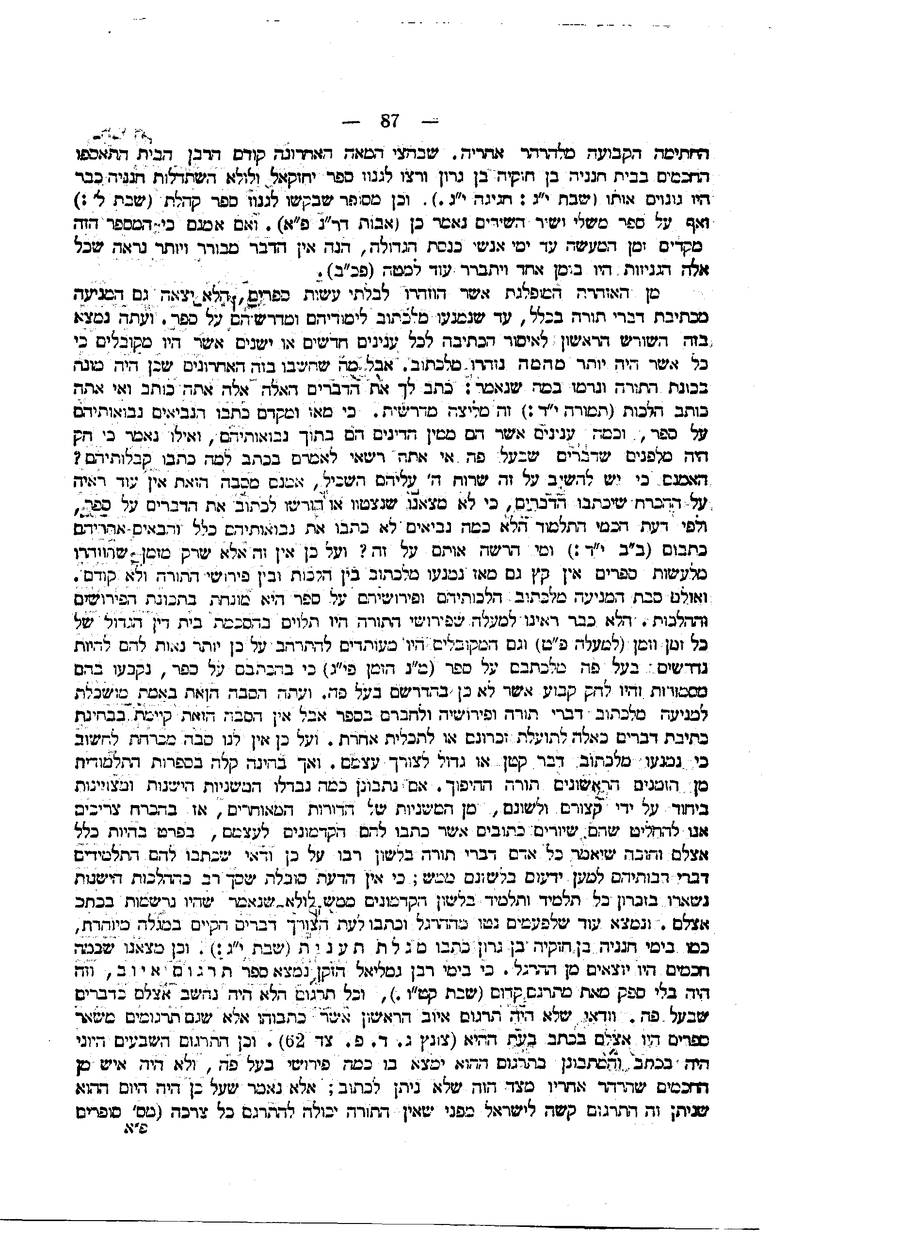 — 87 —
החתימה הקבועה מלהרהר אחריה. שבחצי המאה האחרונה קודם חרבן הבית התאספו
החכמים בבית חנניה בן חזקיה בן גרון ורצו לגנוז ספר יחזקאל ולולא השתדלות חנניה כבר
היו גונזים אותו (שבת י״ג : חגיגה י״ג.). וכן מסופר שבקשו לגנוז ספר קהלת (שבת ל׳ :)
ואף על ספר משלי ושיר השירים נאמר כן (אבות דר״נ פ״א). ואם אמנם כי המספר הזה
מקדים זמן המעשה עד ימי אנשי כנסת הגדולה, הנה אין הדבר מבורר ויותר נראה שכל
אלה הגניזות היו בזמן אחד ויתברר עוד למטה (פכ״ב).
מן האזהרה המופלגת אשר הוזהרו לבלתי עשות ספרים, הלא יצאה גם המניעה
מכתיבת דברי תורה בכלל, עד שנמנעו מלכתוב לימודיהם ומדרשיהם על ספר. ועתה נמצא
בזה השורש הראשון לאיסור הכתיבה לכל ענינים חדשים או ישנים אשר היו מקובלים כי
כל אשר היה יותר מהמה נזהרו מלכתוב. אבל מה שחשבו בזה האחרונים שכן היה מונח
בכונת התורה ונרמז במה שנאמר : כתב לך את הדברים האלה אלה אתה כותב ואי אתה
כותב הלכות (תמורה י״ד :) זה מליצה מדרשית. כי מאז ומקדם כתבו הנביאים נבואותיהם
על ספר, וכמה ענינים אשר הם ממין הדינים הם בתוך נבואותיהם, ואילו נאמר כי חק
היה מלפנים שדברים שבעל פה אי אתה רשאי לאמרם בכתב למה כתבו קבלותיהם ?
האמנם כי יש להשיב על זה שרוח ה׳ עליהם השכיל, אמנם מסבה הזאת אין עוד ראיה
על ההכרח שיכתבו הדברים, כי לא מצאנו שנצטוו או הורשו לכתוב את הדברים על ספר,
ולפי דעת חכמי התלמוד הלא כמה נביאים לא כתבו את נבואותיהם כלל והבאים אחריהם
כתבום (ב״ב י״ד :) ומי הרשה אותם על זה ? ועל כן אין זה אלא שרק מזמן שהוזהרו
מלעשות ספרים אין קץ גם מאז נמנעו מלכתוב בין הלכות ובין פירושי התורה ולא קודם.
ואולם סבת המניעה מלכתוב הלכותיהם ופירושיהם על ספר היא מונחת בתכונת הפירושים
וההלכות. הלא כבר ראינו למעלה שפירושי התורה היו תלוים בהסכמת בית דין הגדול של
כל זמן וזמן (למעלה פ״ט) וגם המקובלים היו מעותדים להתרחב על כן יותר נאות להם להיות
נדרשים בעל פה מלכתבם על ספר (מ״נ הזמן פי״ג) כי בהכתבם על ספר, נקבעו בהם
מסמורות והיו לחק קבוע אשר לא כן בהדרשם בעל פה. ועתה הסבה הזאת באמת מושכלת
למניעה מלכתוב דברי תורה ופירושיה ולחברם בספר אבל אין הסבה הזאת קיימת בבחינת
כתיבת דברים כאלה לתועלת זכרונם או לתכלית אחרת. ועל כן אין לנו סבה מכרחת לחשוב
כי נמנעו מלכתוב דבר קטן או גדול לצורך עצמם. ואך בחינה קלה בספרות התלמודית
מן הזמנים הראשונים תורה ההיפוך. אם נתבונן כמה נבדלו המשניות הישנות ומצויינות
ביחוד על ידי קצורם ולשונם, מן המשניות של הדורות המאוחרים, אז בהכרח צריכים
אנו להחליט שהם שיורים כתובים אשר כתבו להם הקדמונים לעצמם, בפרט בהיות כלל
אצלם וחובה שיאמר כל אדם דברי תורה בלשון רבו על כן ודאי שכתבו להם התלמידים
דברי רבותיהם למען ידעום בלשונם ממש ; כי אין הדעת סובלת שסך רב כההלכות הישנות
נשארו בזכרון כל תלמיד ותלמיד בלשון הקדמונים ממש לולא שנאמר שהיו נרשמות בכתב
אצלם. ונמצא עוד שלפעמים נטו מההרגל וכתבו לעת הצורך דברים הקיים במגלה מיוחדת,
כמו בימי חנניה בן חזקיה בן גרון כתבו מ ג ל ת  ת ע נ י ת (שבת י״ג :). וכן מצאנו שבמה
חכמים היו יוצאים מן ההרגל. כי בימי רבן גמליאל הזקן נמצא ספר ת ר ג ו ם  א י ו ב, וזה
היה בלי ספק מאת מתרגם קדום (שבת קט״ו.), וכל תרגום הלא היה נחשב אצלם כדברים
שבעל פה. וודאי שלא היה תרגום איוב הראשון אשר כתבוהו אלא שגם תרגומים משאר
ספרים היו אצלם בכתב בעת ההיא (צונץ ג. ד. פ. צד 62). וכן התרגום השבעים היוני
היה בכתב והמתבונן בתרגום ההוא ימצא בו כמה פירושי בעל פה, ולא היה איש מן
החכמים שהרהר אחריו מצד הזה שלא ניתן לכתוב ; אלא נאמר שעל כן היה היום ההוא
שניתן זה התרגום קשה לישראל מפני שאין התורה יכולה להתרגם כל צרכה (מס׳ סופרים
פ״א